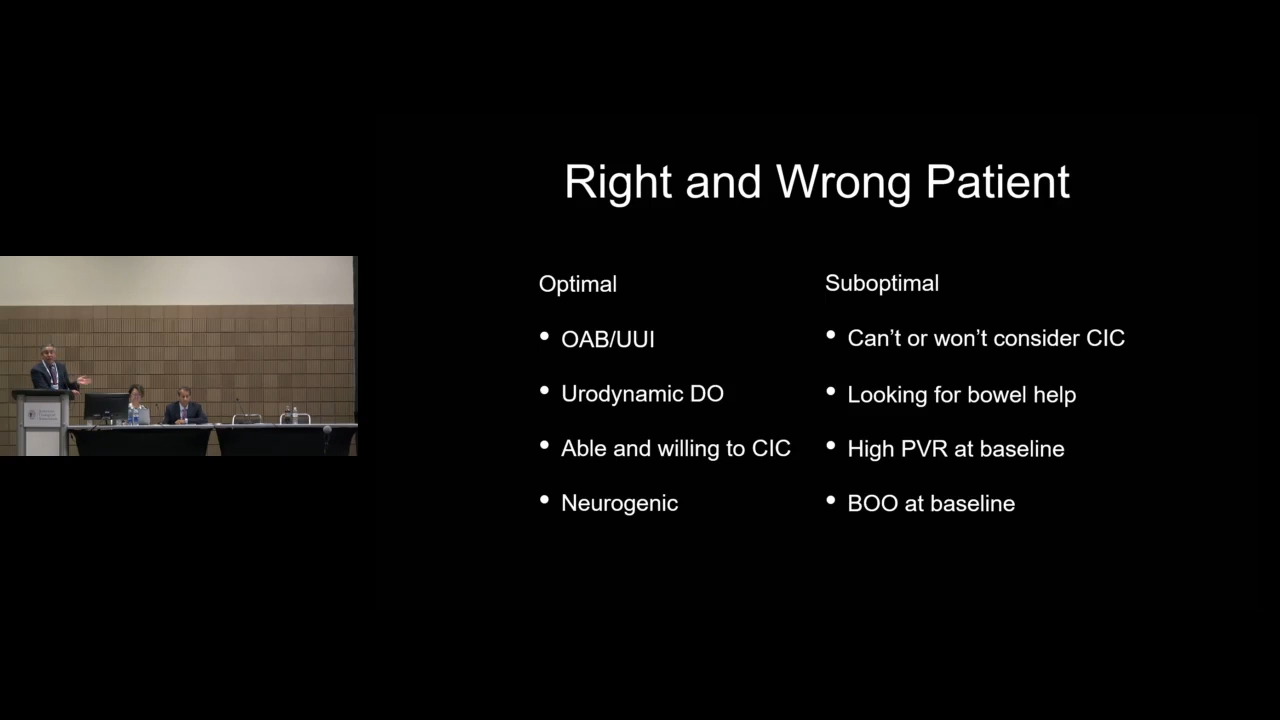 Right and Wrong Patient
Optimal
• OAB/UUI
• Urodynamic DO
• Able and willing to CIC
• Neurogenic
Suboptimal
• Can’t or won’t consider CIC
• Looking for bowel help
• High PVR at baseline
• BOO at baseline